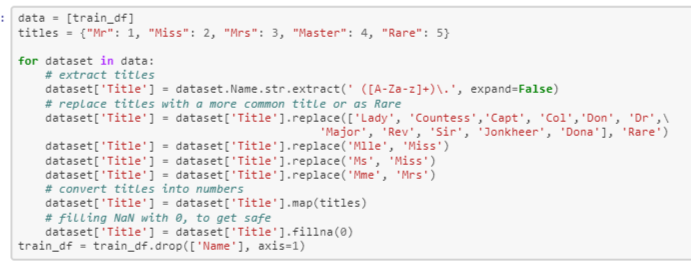 : data = [train_df]
titles = {"Mr": 1, "Miss": 2, "Mrs": 3, "Master": 4, "Rare": 5}
for dataset in data:
# extract titles
dataset['Title'] = dataset.Name.str.extract(' ([A-Za-z]+)\.', expand=False)
# replace titles with a more common title or as Rare
dataset['Title'] = dataset['Title'].replace(['Lady', 'Countess','Capt', 'Col','Don', 'Dr',\
'Major', 'Rev', 'Sir', 'Jonkheer', 'Dona'], 'Rare')
dataset['Title'] = dataset['Title'].replace('Mlle', 'Miss')
dataset['Title'] = dataset['Title'].replace('Ms', 'Miss')
dataset['Title'] = dataset['Title'].replace('Mme', 'Mrs')
# convert titles into numbers
dataset['Title'] = dataset['Title'].map(titles)
# filling NaN with 0, to get safe
dataset['Title'] = dataset['Title'].fillna(0)
train_df = train_df.drop(['Name'], axis=1)